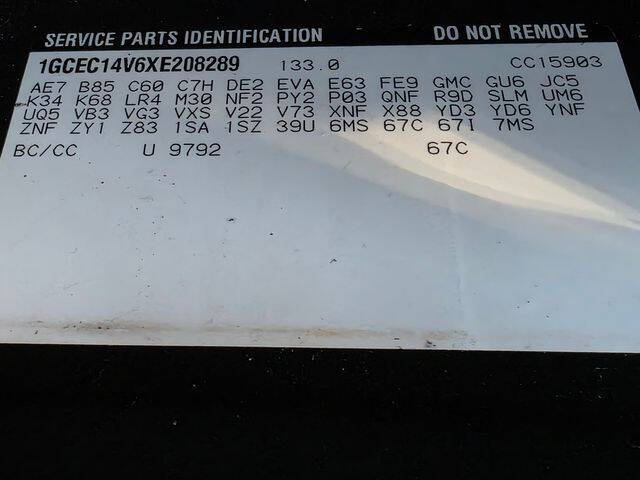 SERVICE PARTS IDENTIFICATION DO NOT REMOVE
1GCEC14V6XE208289 133.0 CC15903
AE7 B85 C60 C7H DE2 EVA E63 FE9 GMC GU6 JC5
K34 K68 LR4 M30 NF2 PY2 P03 QNF R9D SLM UM6
UQ5 VB3 VG3 VXS V22 V73 XNF X88 YD3 YD6 YNF
ZNF ZY1 Z83 1SA 1SZ 39U 6MS 67C 67I 7MS
BC/CC U 9792 67C